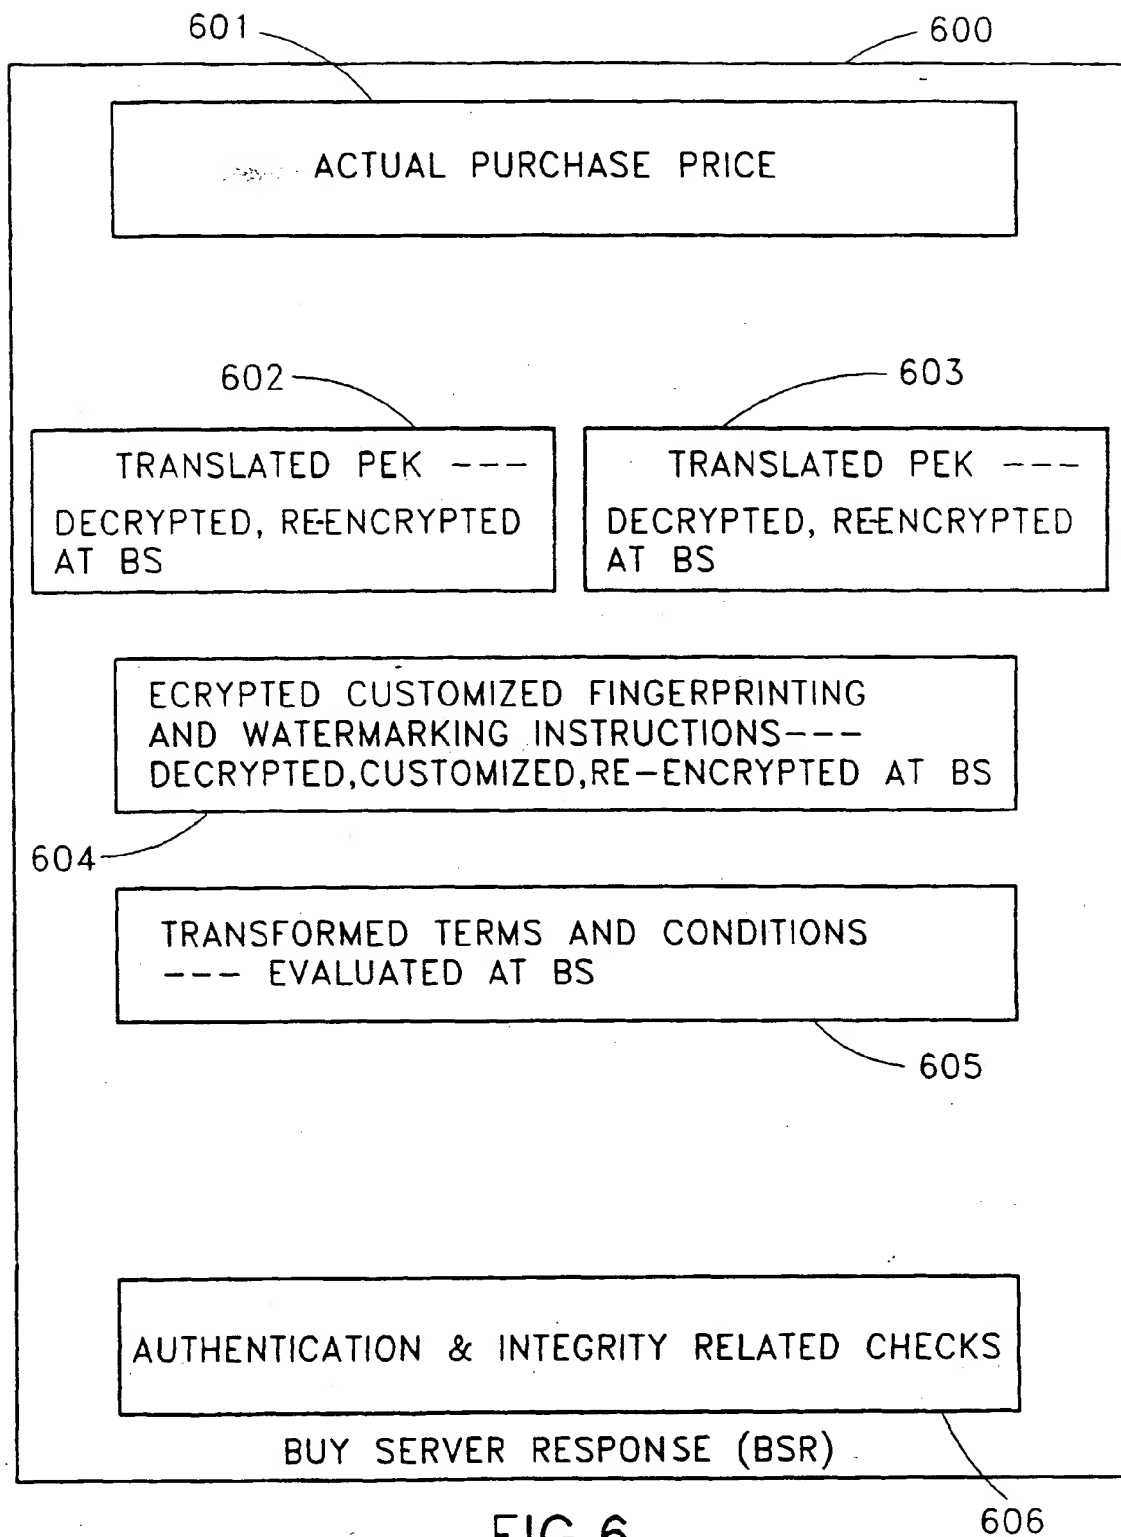 601
600
ACTUAL PURCHASE PRICE
602
603
TRANSLATED PEK ---
DECRYPTED, RE-ENCRYPTED
AT BS
TRANSLATED PEK ---
DECRYPTED, RE-ENCRYPTED
AT BS
ECRYPTED CUSTOMIZED FINGERPRINTING
AND WATERMARKING INSTRUCTIONS---
DECRYPTED,CUSTOMIZED,RE-ENCRYPTED AT BS
604
TRANSFORMED TERMS AND CONDITIONS
--- EVALUATED AT BS
605
AUTHENTICATION & INTEGRITY RELATED CHECKS
BUY SERVER RESPONSE (BSR)
606
FIG. 6